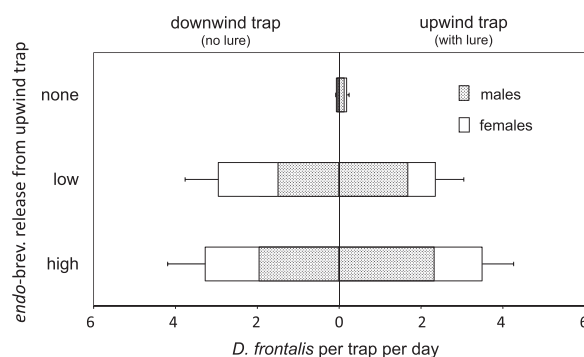 downwind trap
(no lure)
upwind trap
(with lure)
endo-brev. release from upwind trap
none
low
high
males
females
6 4 2 0 2 4 6
D. frontalis per trap per day